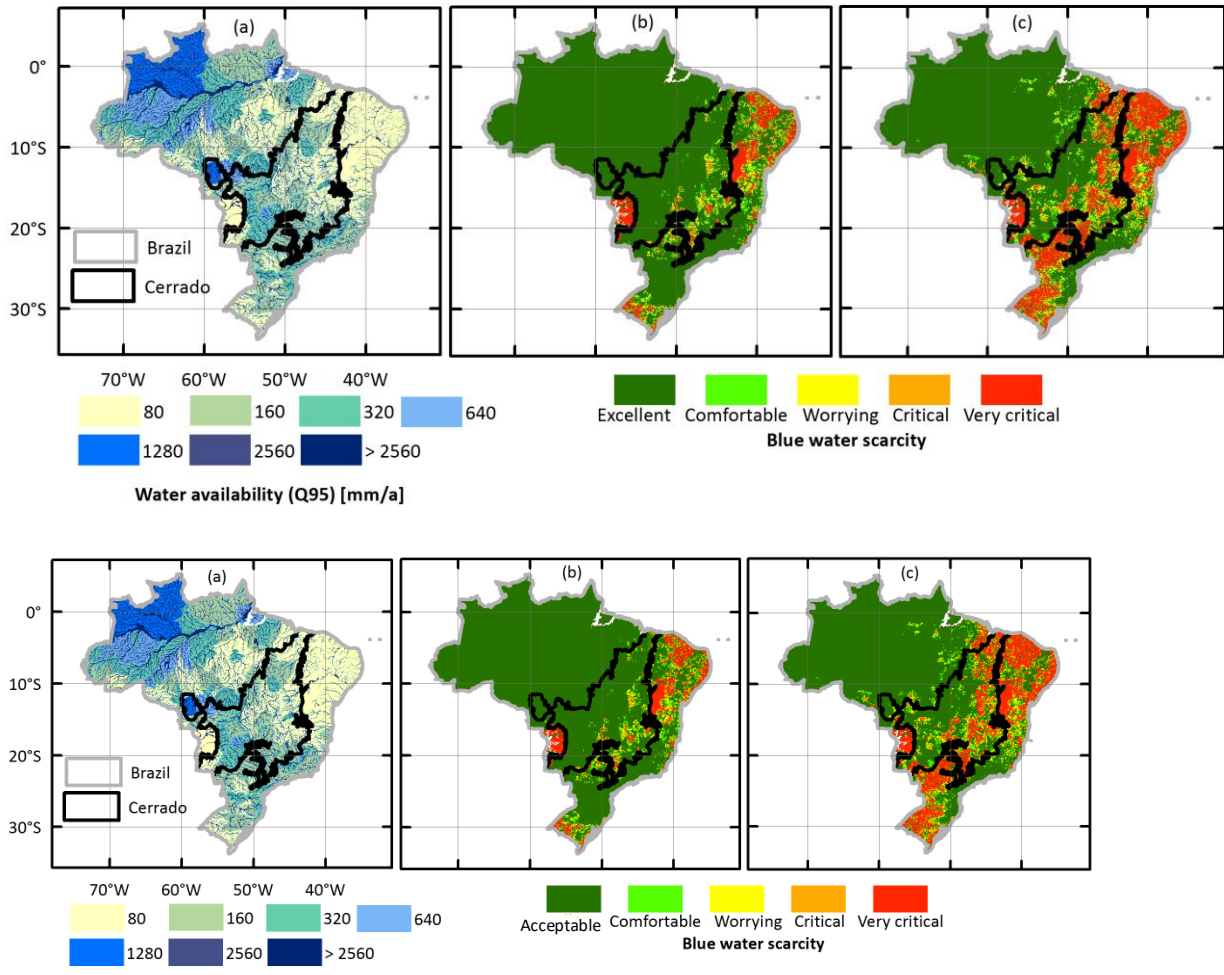 (a) (b) (c)
0°
10°S
20°S
30°S
Brazil
Cerrado
70°W 60°W 50°W 40°W
80 160 320 640
1280 2560 > 2560
Water availability (Q95) [mm/a]
Excellent Comfortable Worrying Critical Very critical
Blue water scarcity
(a) (b) (c)
0°
10°S
20°S
30°S
Brazil
Cerrado
70°W 60°W 50°W 40°W
80 160 320 640
1280 2560 > 2560
Acceptable Comfortable Worrying Critical Very critical
Blue water scarcity